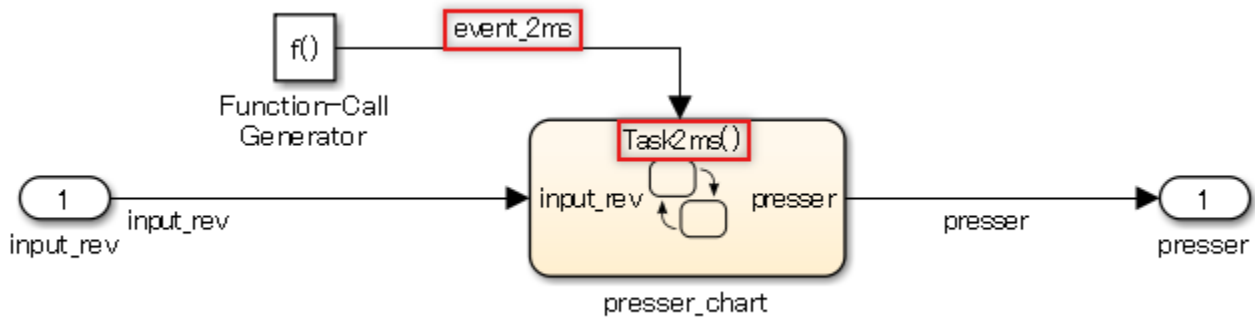 event_2ms
f()
Function-Call
Generator
Task2ms()
1
input_rev
input_rev
input_rev
presser
presser
1
presser
presser_chart